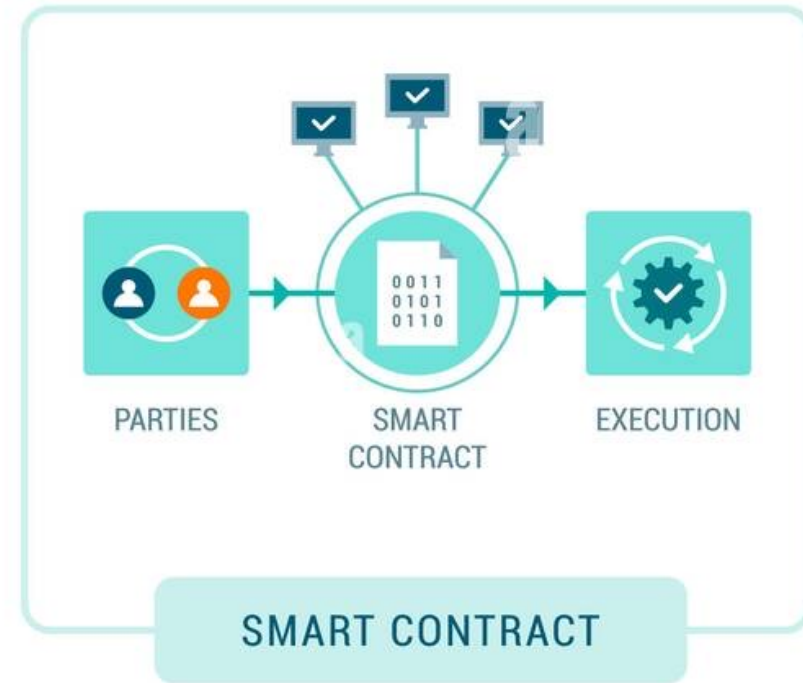 0011
0101
0110
PARTIES
SMART
CONTRACT
EXECUTION
SMART CONTRACT